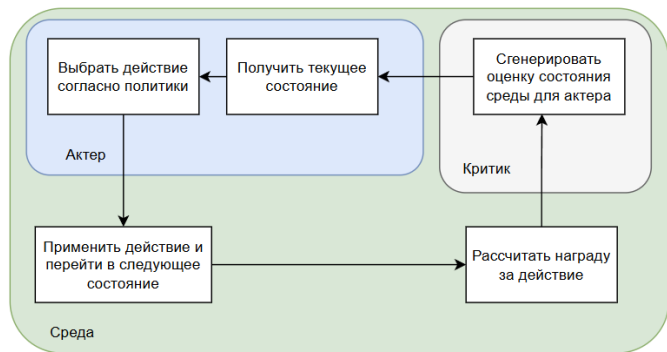 Выбрать действие
согласно политики
Получить текущее
состояние
Сгенерировать
оценку состояния
среды для актера
Актер
Критик
Применить действие и
перейти в следующее
состояние
Рассчитать награду
за действие
Среда